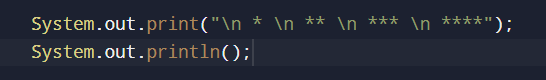 System.out.print("\n * \n ** \n *** \n ****");
System.out.println();